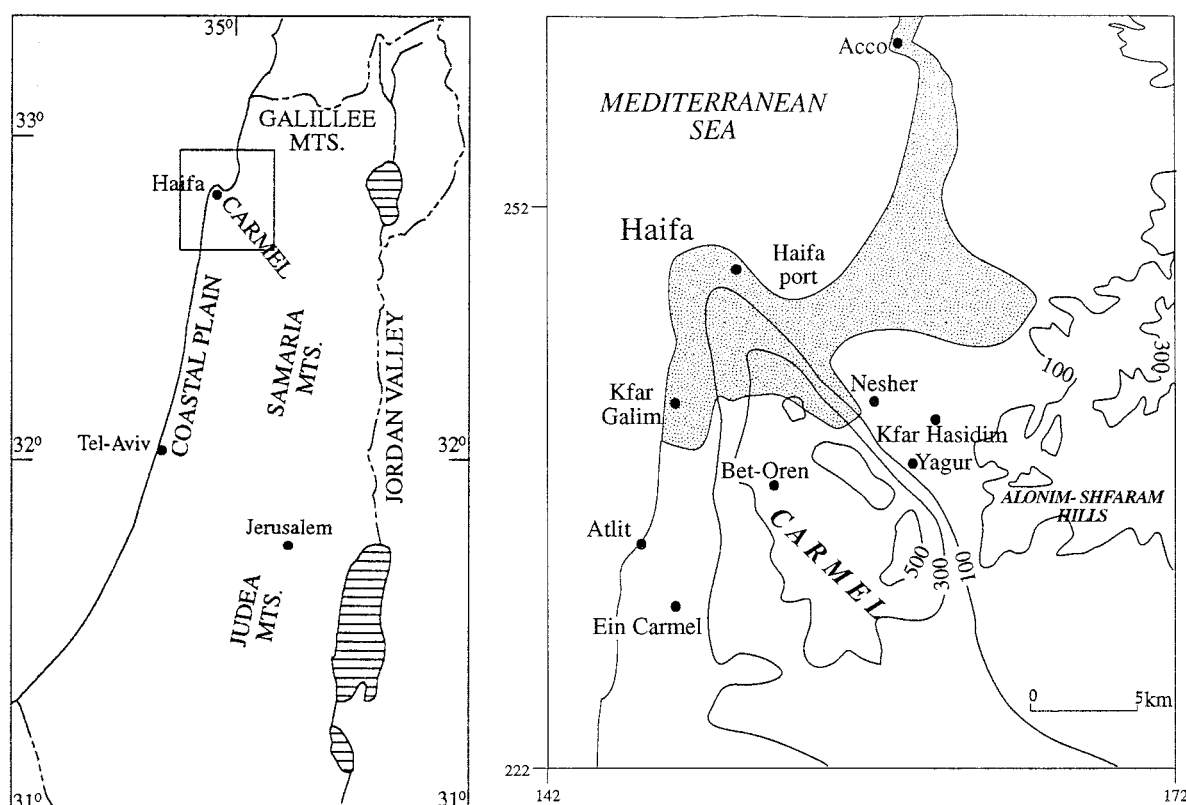 35°
33°
GALILLEE
MTS.
Haifa
CARMEL
COASTAL PLAIN
SAMARIA
MTS.
JORDAN VALLEY
Tel-Aviv
32°
32°
Jerusalem
JUDEA
MTS.
31°
31°
Acco
MEDITERRANEAN
SEA
252
Haifa
Haifa
port
100
300
Kfar
Galim
Nesher
Kfar Hasidim
Yagur
Bet-Oren
ALONIM-SHFARAM
HILLS
Atlit
CARMEL
500
300
100
Ein Carmel
0 5km
222
142
172